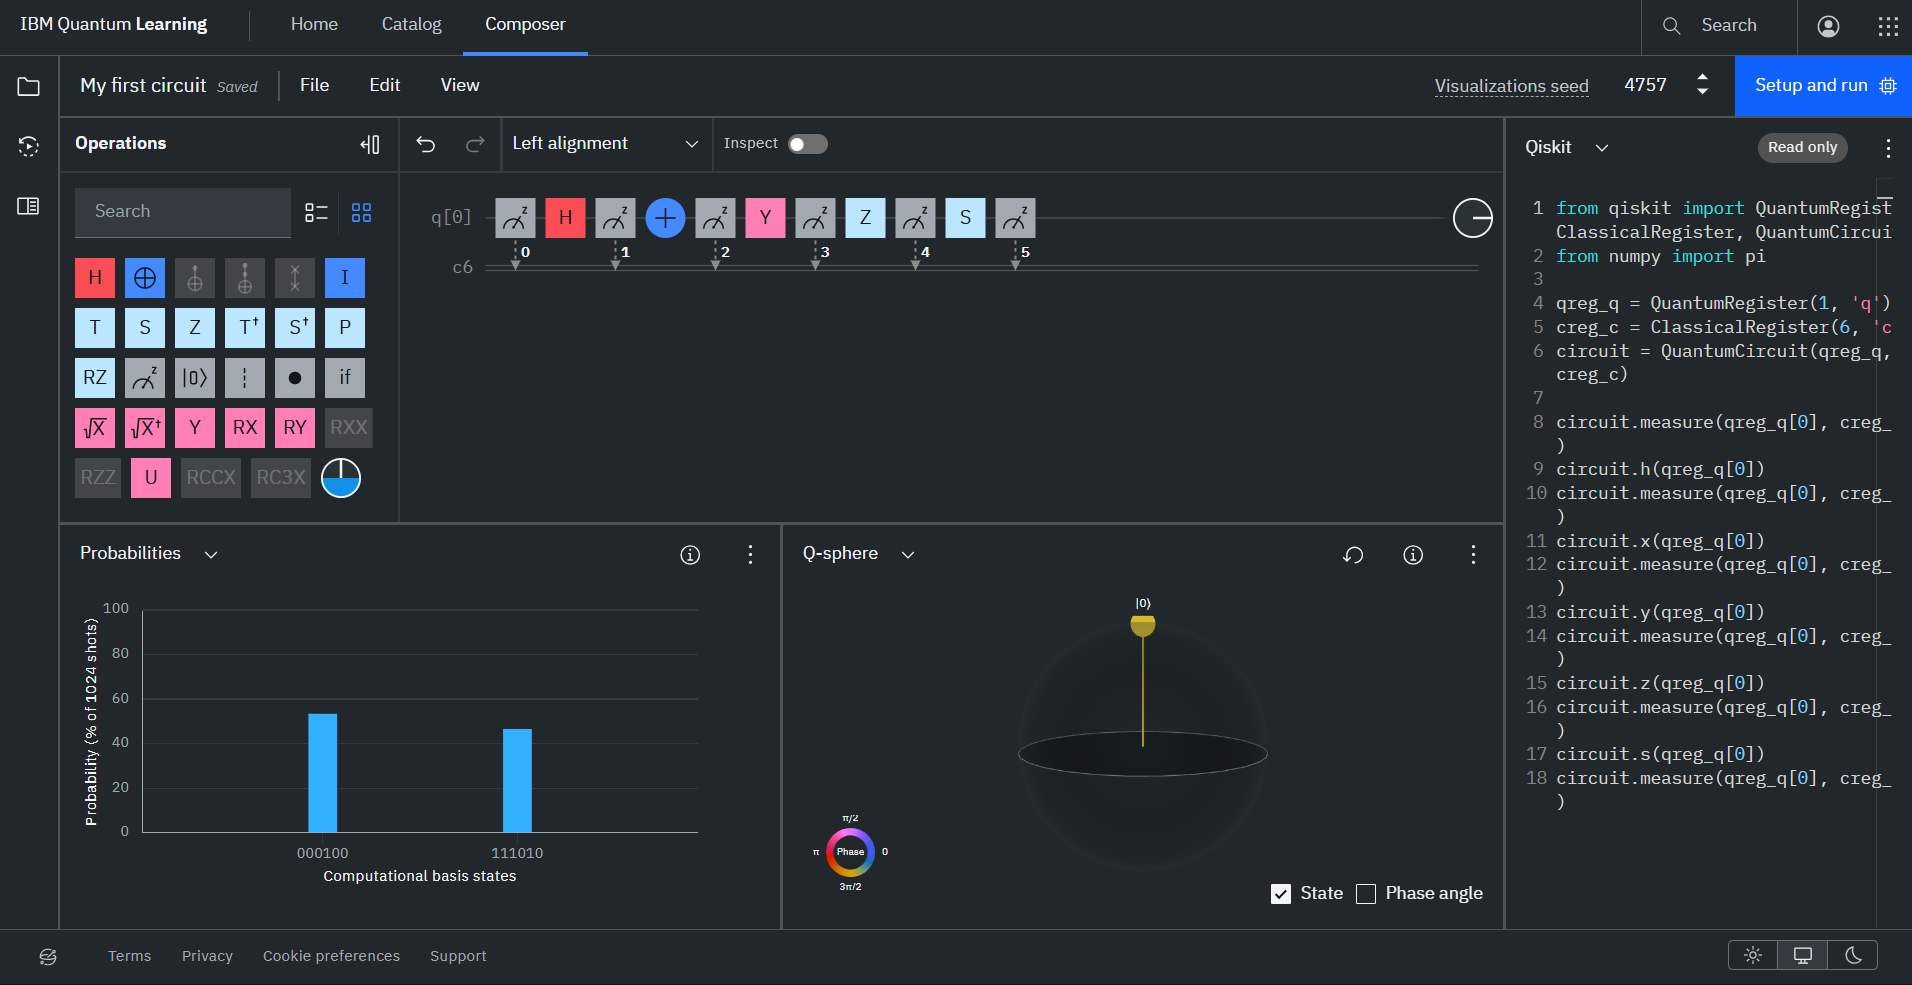 IBM Quantum Learning
Home
Catalog
Composer
Search
My first circuit Saved
File
Edit
View
Visualizations seed
4757
Setup and run
Operations
Left alignment
Inspect
Qiskit
Read only
Search
H
I
T S Z T† S† P
RZ z |0⟩ if
√X √X† Y RX RY RXX
RZZ U RCCX RC3X
q[0] z H z + z Y z Z z S z
0 1 2 3 4 5
c6
1 from qiskit import QuantumRegist
ClassicalRegister, QuantumCircui
2 from numpy import pi
3
4 qreg_q = QuantumRegister(1, 'q')
5 creg_c = ClassicalRegister(6, 'c
6 circuit = QuantumCircuit(qreg_q,
creg_c)
7
8 circuit.measure(qreg_q[0], creg_
)
9 circuit.h(qreg_q[0])
10 circuit.measure(qreg_q[0], creg_
)
11 circuit.x(qreg_q[0])
12 circuit.measure(qreg_q[0], creg_
)
13 circuit.y(qreg_q[0])
14 circuit.measure(qreg_q[0], creg_
)
15 circuit.z(qreg_q[0])
16 circuit.measure(qreg_q[0], creg_
)
17 circuit.s(qreg_q[0])
18 circuit.measure(qreg_q[0], creg_
)
Probabilities
Probability (% of 1024 shots)
100
80
60
40
20
0
000100
111010
Computational basis states
Q-sphere
|0⟩
π/2
π
Phase
0
3π/2
State
Phase angle
Terms
Privacy
Cookie preferences
Support